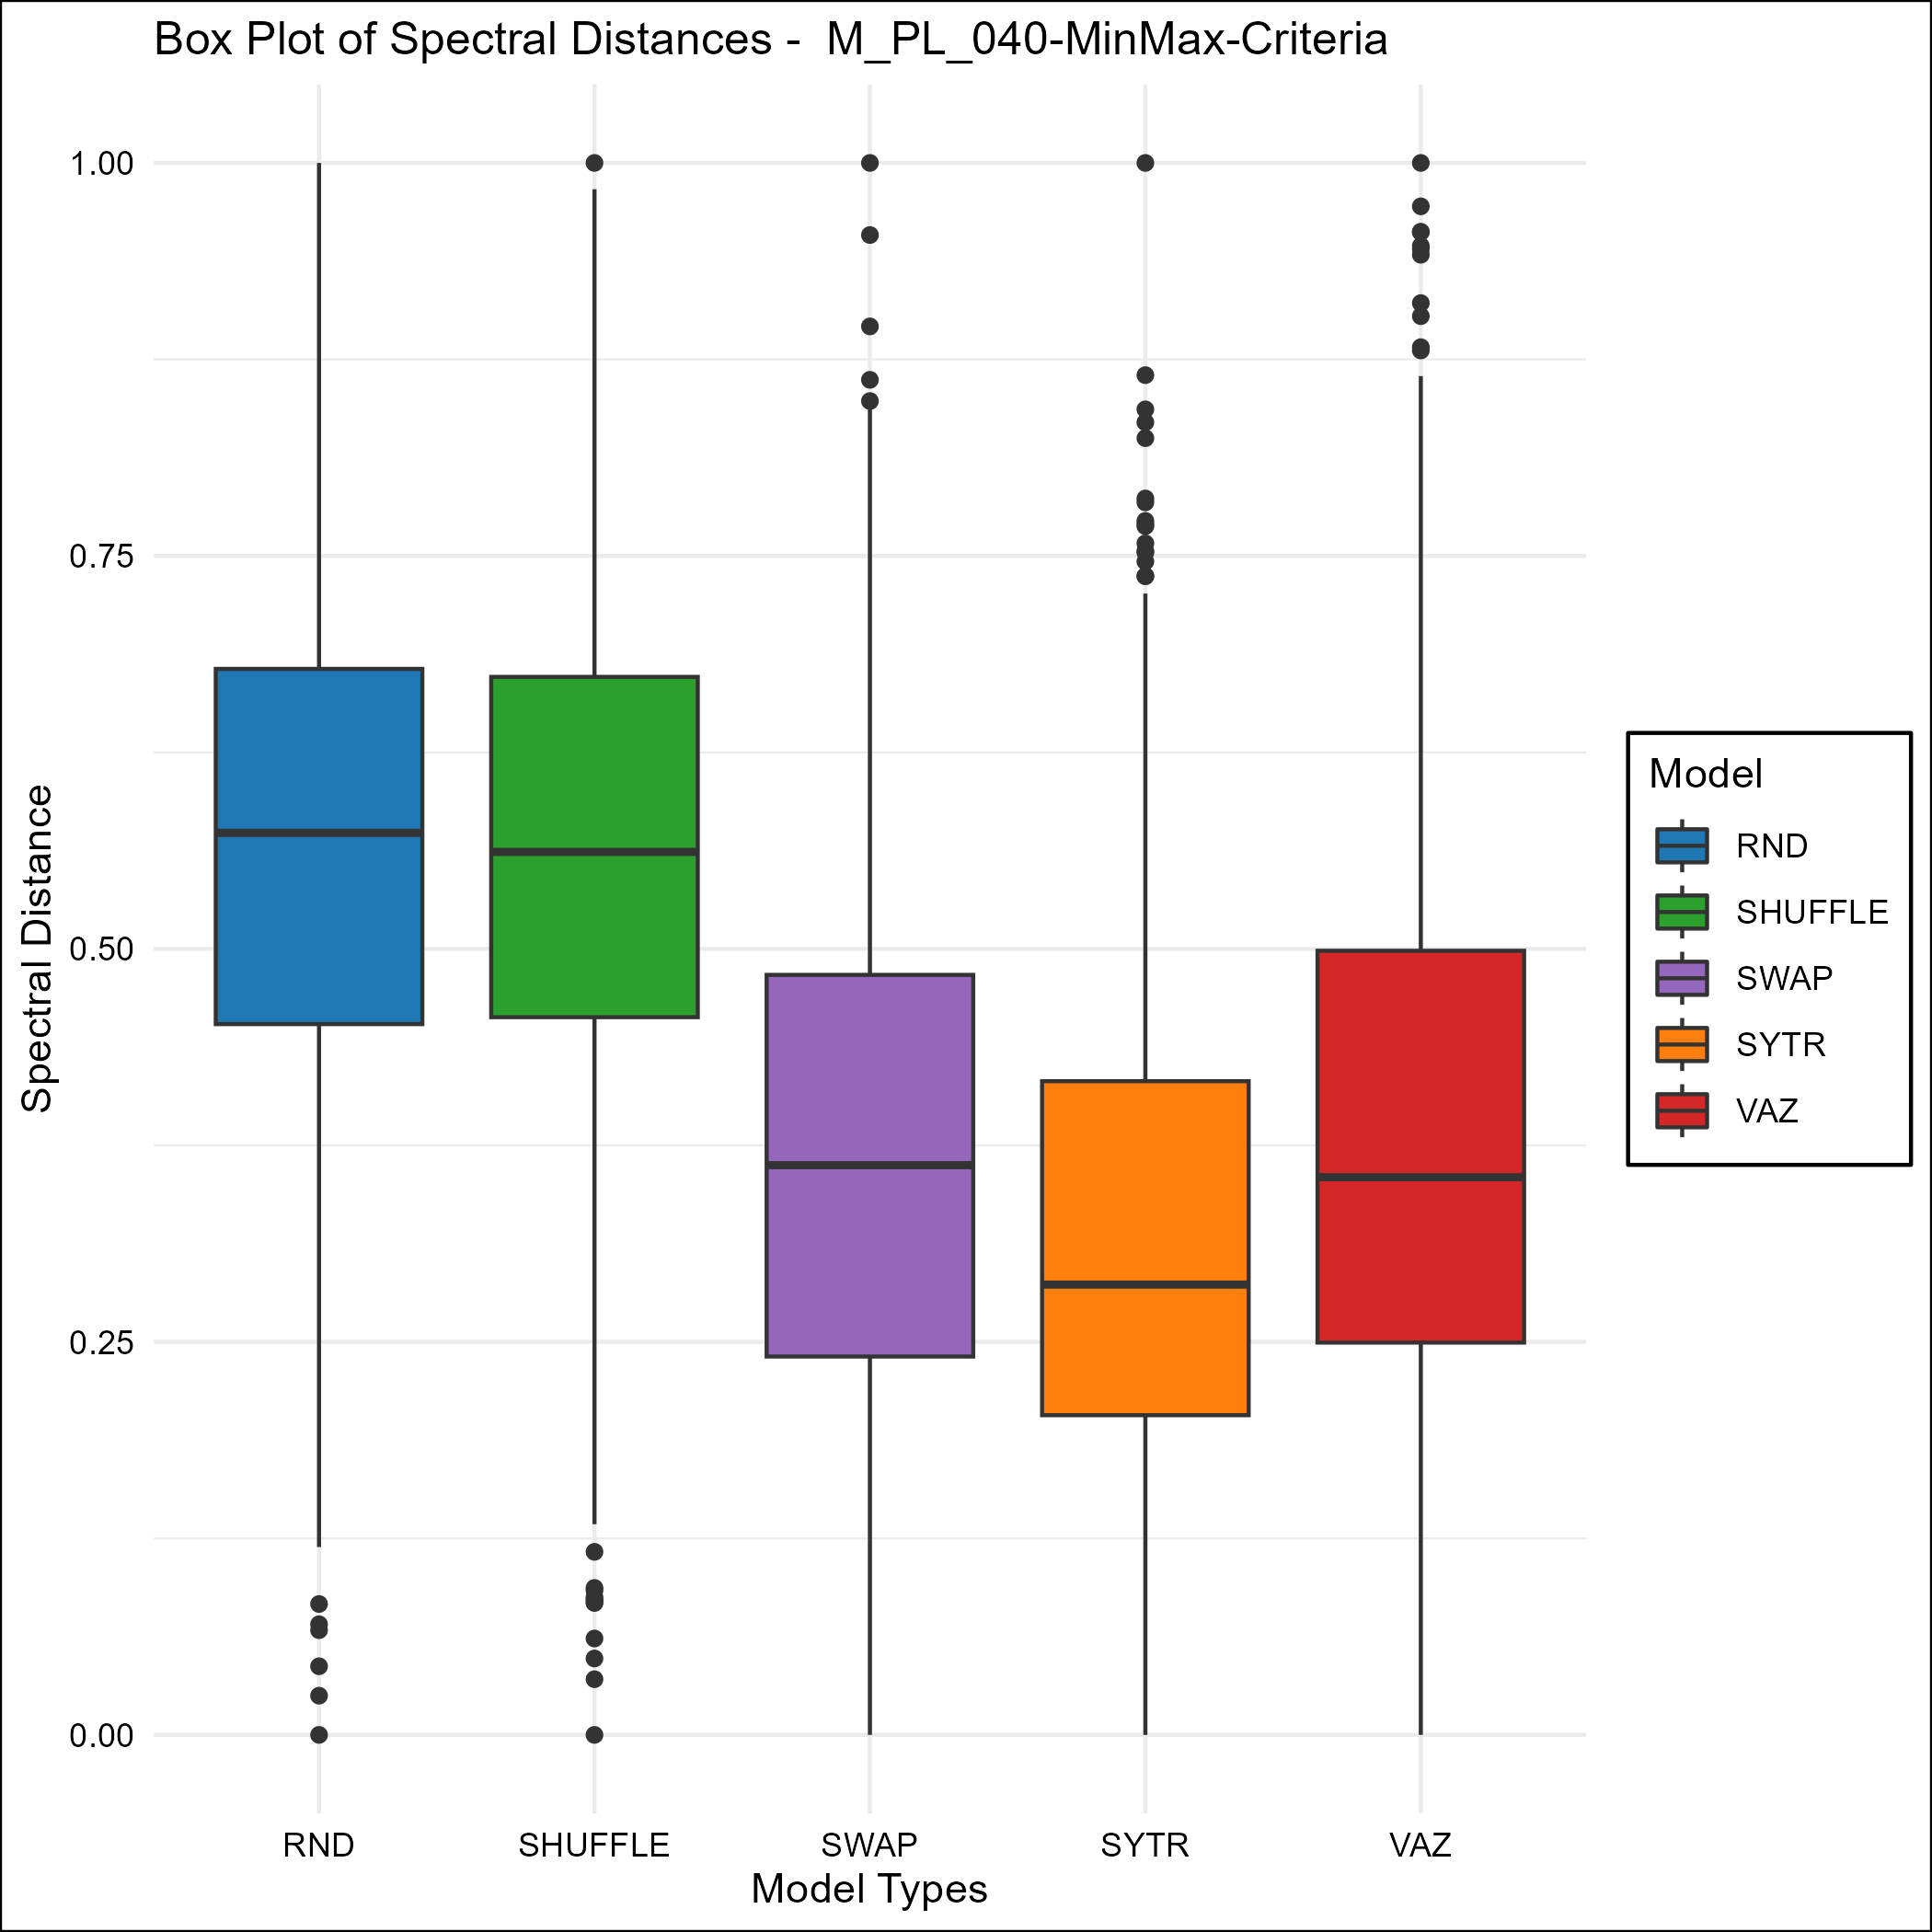 Box Plot of Spectral Distances -  M_PL_040-MinMax-Criteria
1.00
0.75
0.50
0.25
0.00
Spectral Distance
RND
SHUFFLE
SWAP
SYTR
VAZ
Model Types
Model
RND
SHUFFLE
SWAP
SYTR
VAZ